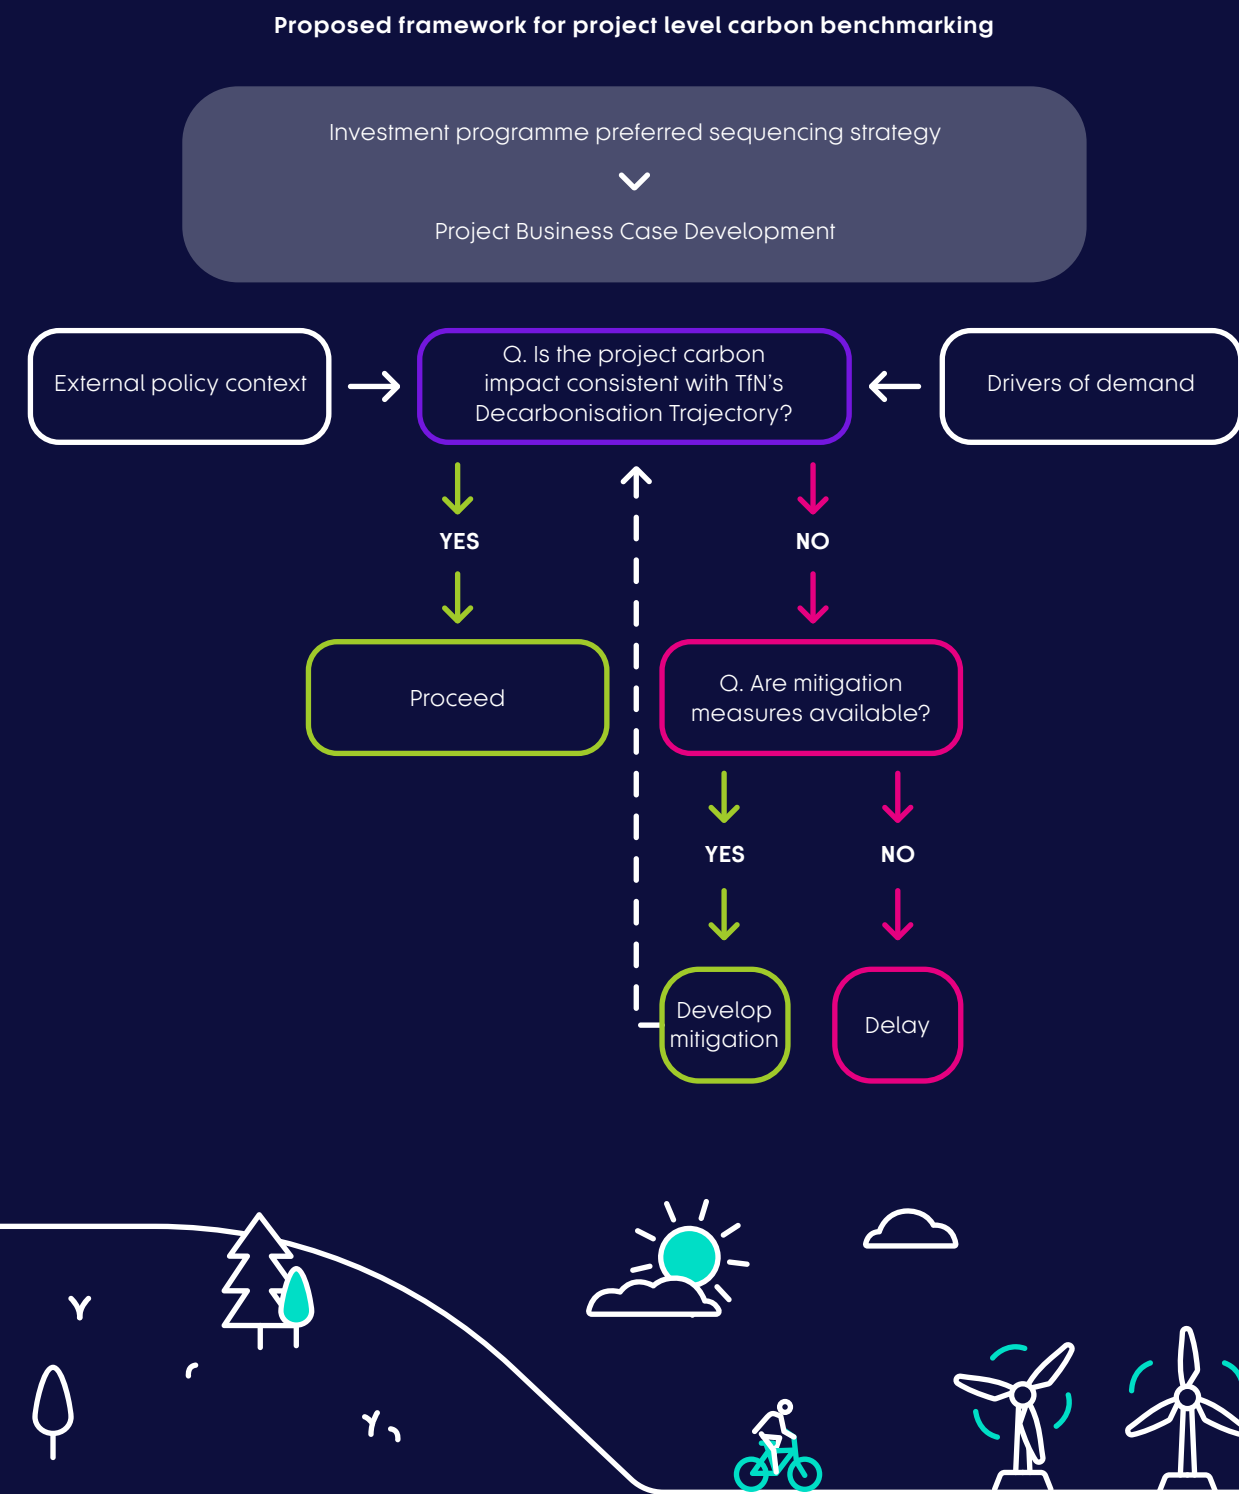 Proposed framework for project level carbon benchmarking
Investment programme preferred sequencing strategy
Project Business Case Development
External policy context
Q. Is the project carbon
impact consistent with TfN's
Decarbonisation Trajectory?
Drivers of demand
YES
NO
Proceed
Q. Are mitigation
measures available?
YES
NO
Develop
mitigation
Delay